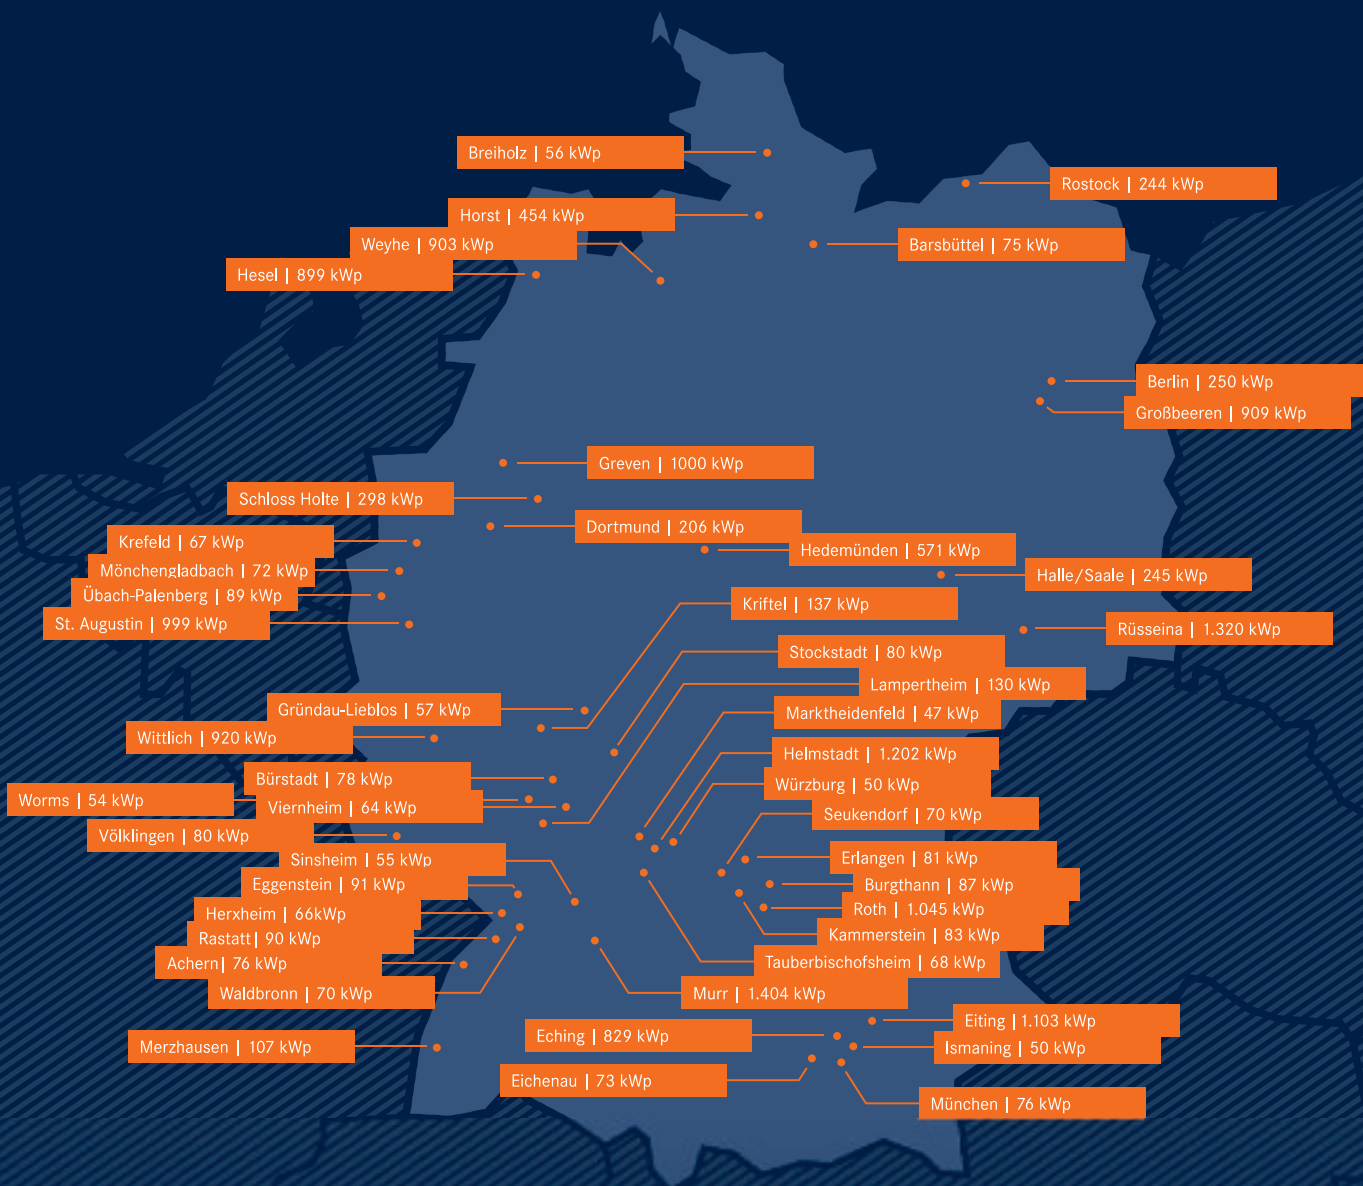 Breiholz | 56 kWp
Rostock | 244 kWp
Horst | 454 kWp
Weyhe | 903 kWp
Barsbüttel | 75 kWp
Hesel | 899 kWp
Berlin | 250 kWp
Großbeeren | 909 kWp
Greven | 1000 kWp
Schloss Holte | 298 kWp
Dortmund | 206 kWp
Krefeld | 67 kWp
Hedemünden | 571 kWp
Mönchengladbach | 72 kWp
Halle/Saale | 245 kWp
Übach-Palenberg | 89 kWp
Kriftel | 137 kWp
St. Augustin | 999 kWp
Rüsseina | 1.320 kWp
Stockstadt | 80 kWp
Lampertheim | 130 kWp
Gründau-Lieblos | 57 kWp
Marktheidenfeld | 47 kWp
Wittlich | 920 kWp
Helmstadt | 1.202 kWp
Bürstadt | 78 kWp
Würzburg | 50 kWp
Worms | 54 kWp
Viernheim | 64 kWp
Seukendorf | 70 kWp
Völklingen | 80 kWp
Sinsheim | 55 kWp
Erlangen | 81 kWp
Eggenstein | 91 kWp
Burgthann | 87 kWp
Herxheim | 66kWp
Roth | 1.045 kWp
Rastatt | 90 kWp
Kammerstein | 83 kWp
Achern | 76 kWp
Tauberbischofsheim | 68 kWp
Waldbronn | 70 kWp
Murr | 1.404 kWp
Eiting | 1.103 kWp
Eching | 829 kWp
Merzhausen | 107 kWp
Ismaning | 50 kWp
Eichenau | 73 kWp
München | 76 kWp